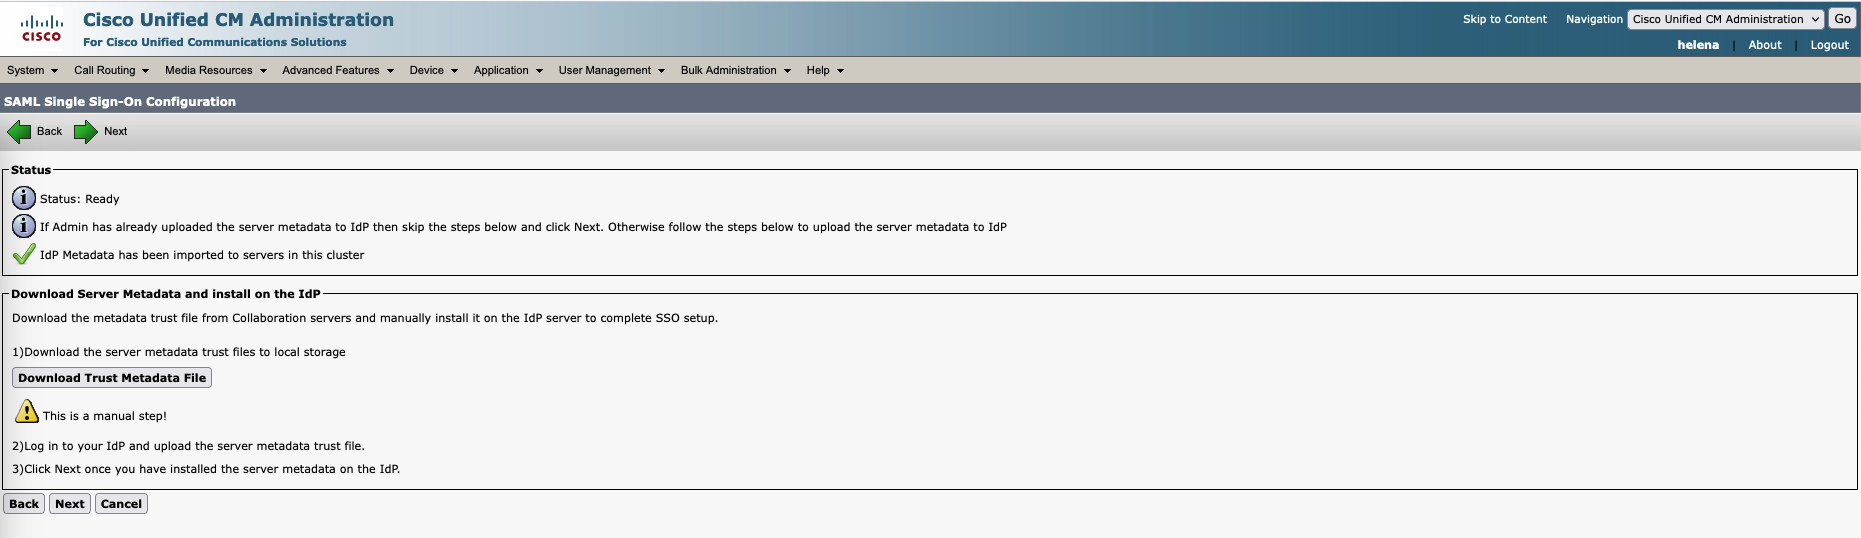 Cisco Unified CM Administration
Skip to Content Navigation Cisco Unified CM Administration Go
CISCO
For Cisco Unified Communications Solutions
helena | About | Logout
System Call Routing Media Resources Advanced Features Device Application User Management Bulk Administration Help
SAML Single Sign-On Configuration
Back Next
Status
Status: Ready
If Admin has already uploaded the server metadata to IdP then skip the steps below and click Next. Otherwise follow the steps below to upload the server metadata to IdP
IdP Metadata has been imported to servers in this cluster
Download Server Metadata and install on the IdP
Download the metadata trust file from Collaboration servers and manually install it on the IdP server to complete SSO setup.
1)Download the server metadata trust files to local storage
Download Trust Metadata File
This is a manual step!
2)Log in to your IdP and upload the server metadata trust file.
3)Click Next once you have installed the server metadata on the IdP.
Back Next Cancel